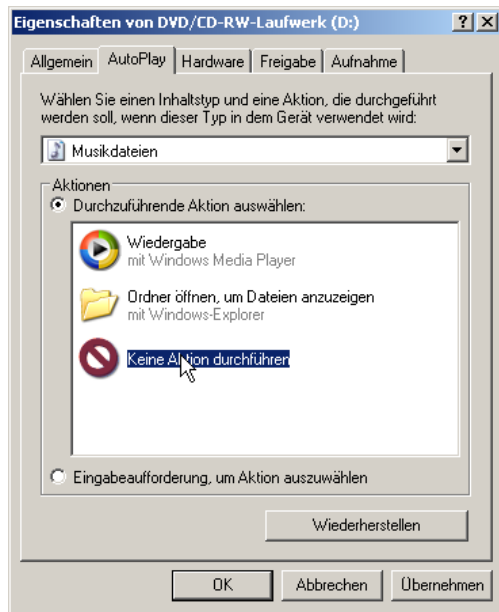 Eigenschaften von DVD/CD-RW-Laufwerk (D:)
Allgemein AutoPlay Hardware Freigabe Aufnahme
Wählen Sie einen Inhaltstyp und eine Aktion, die durchgeführt
werden soll, wenn dieser Typ in dem Gerät verwendet wird:
Musikdateien
Aktionen
Durchzuführende Aktion auswählen:
Wiedergabe
mit Windows Media Player
Ordner öffnen, um Dateien anzuzeigen
mit Windows-Explorer
Keine Aktion durchführen
Eingabeaufforderung, um Aktion auszuwählen
Wiederherstellen
OK Abbrechen Übernehmen